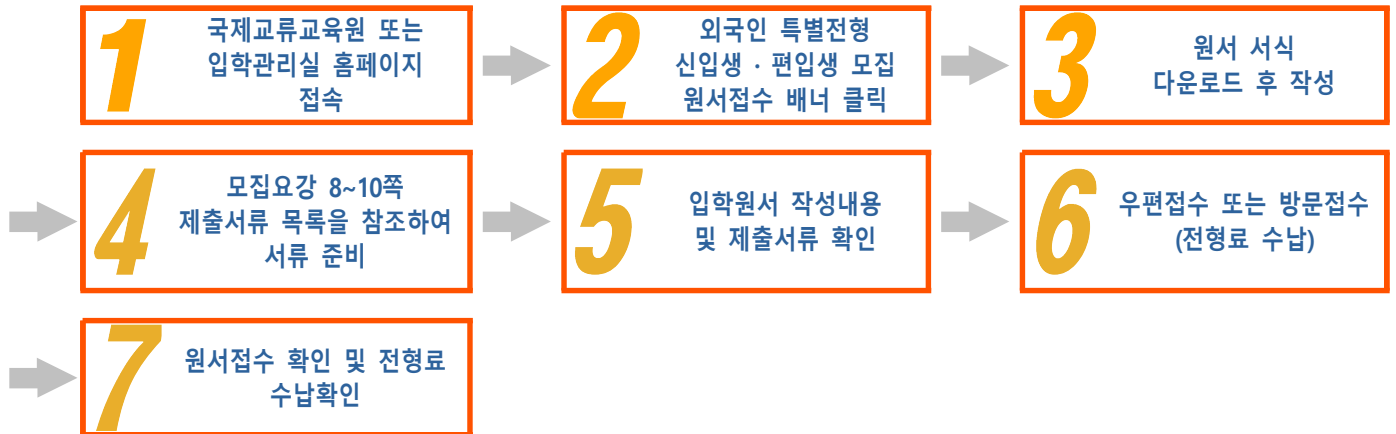 1
국제교류교육원 또는
입학관리실 홈페이지
접속
2
외국인 특별전형
신입생 · 편입생 모집
원서접수 배너 클릭
3
원서 서식
다운로드 후 작성
4
모집요강 8~10쪽
제출서류 목록을 참조하여
서류 준비
5
입학원서 작성내용
및 제출서류 확인
6
우편접수 또는 방문접수
(전형료 수납)
7
원서접수 확인 및 전형료
수납확인